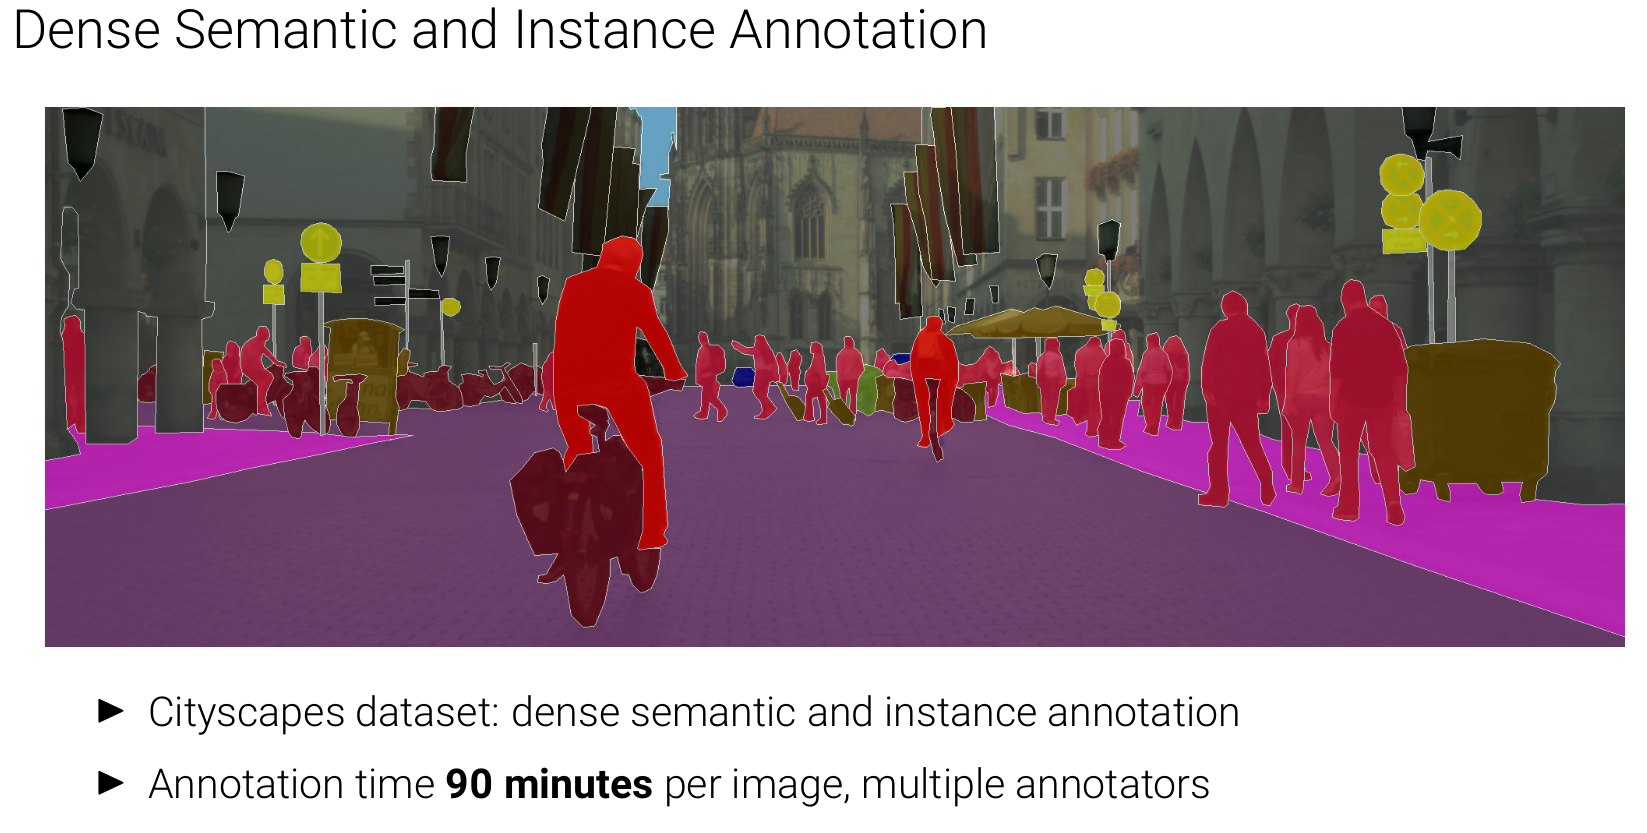 Dense Semantic and Instance Annotation
Cityscapes dataset: dense semantic and instance annotation
Annotation time 90 minutes per image, multiple annotators